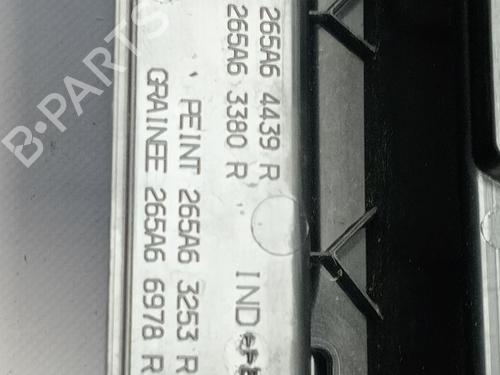 265A6 4439 R
265A6 3380 R
IND
PEINT 265A6 3253 R
GRAINEE 265A6 6978 R
B-PARTS